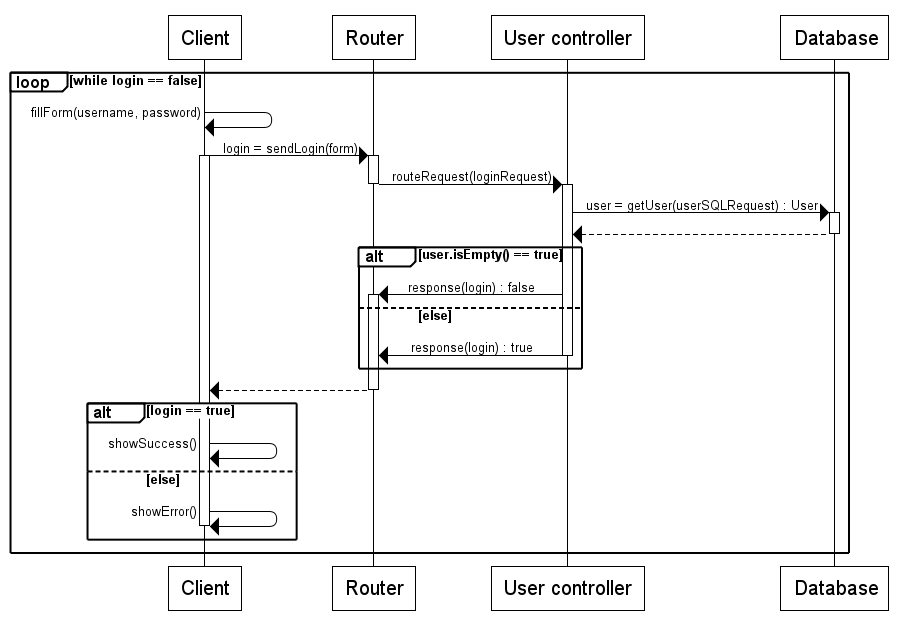 Client Router User controller Database
loop [while login == false]
fillForm(username, password)
login = sendLogin(form)
routeRequest(loginRequest)
user = getUser(userSQLRequest) : User
alt [user.isEmpty() == true]
response(login) : false
[else]
response(login) : true
alt [login == true]
showSuccess()
[else]
showError()
Client Router User controller Database